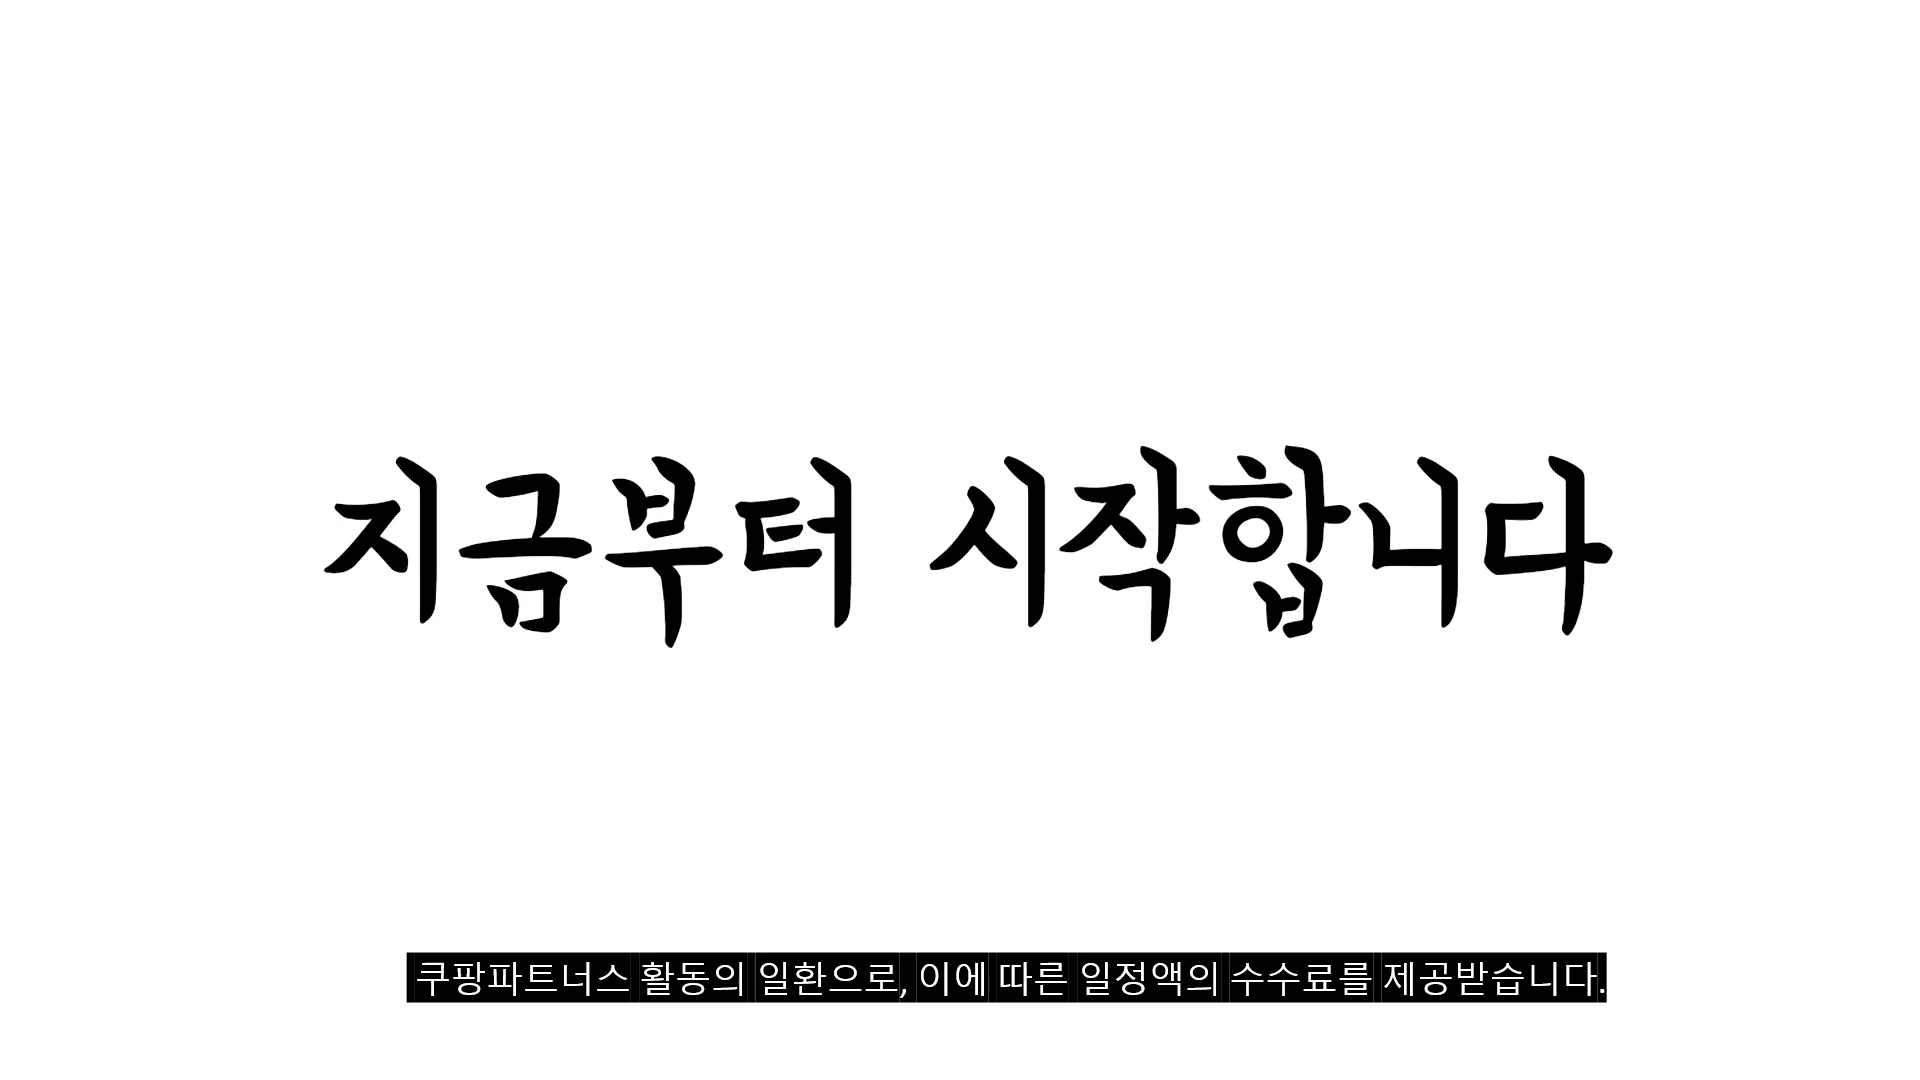 지금부터 시작합니다
쿠팡파트너스 활동의 일환으로, 이에 따른 일정액의 수수료를 제공받습니다.